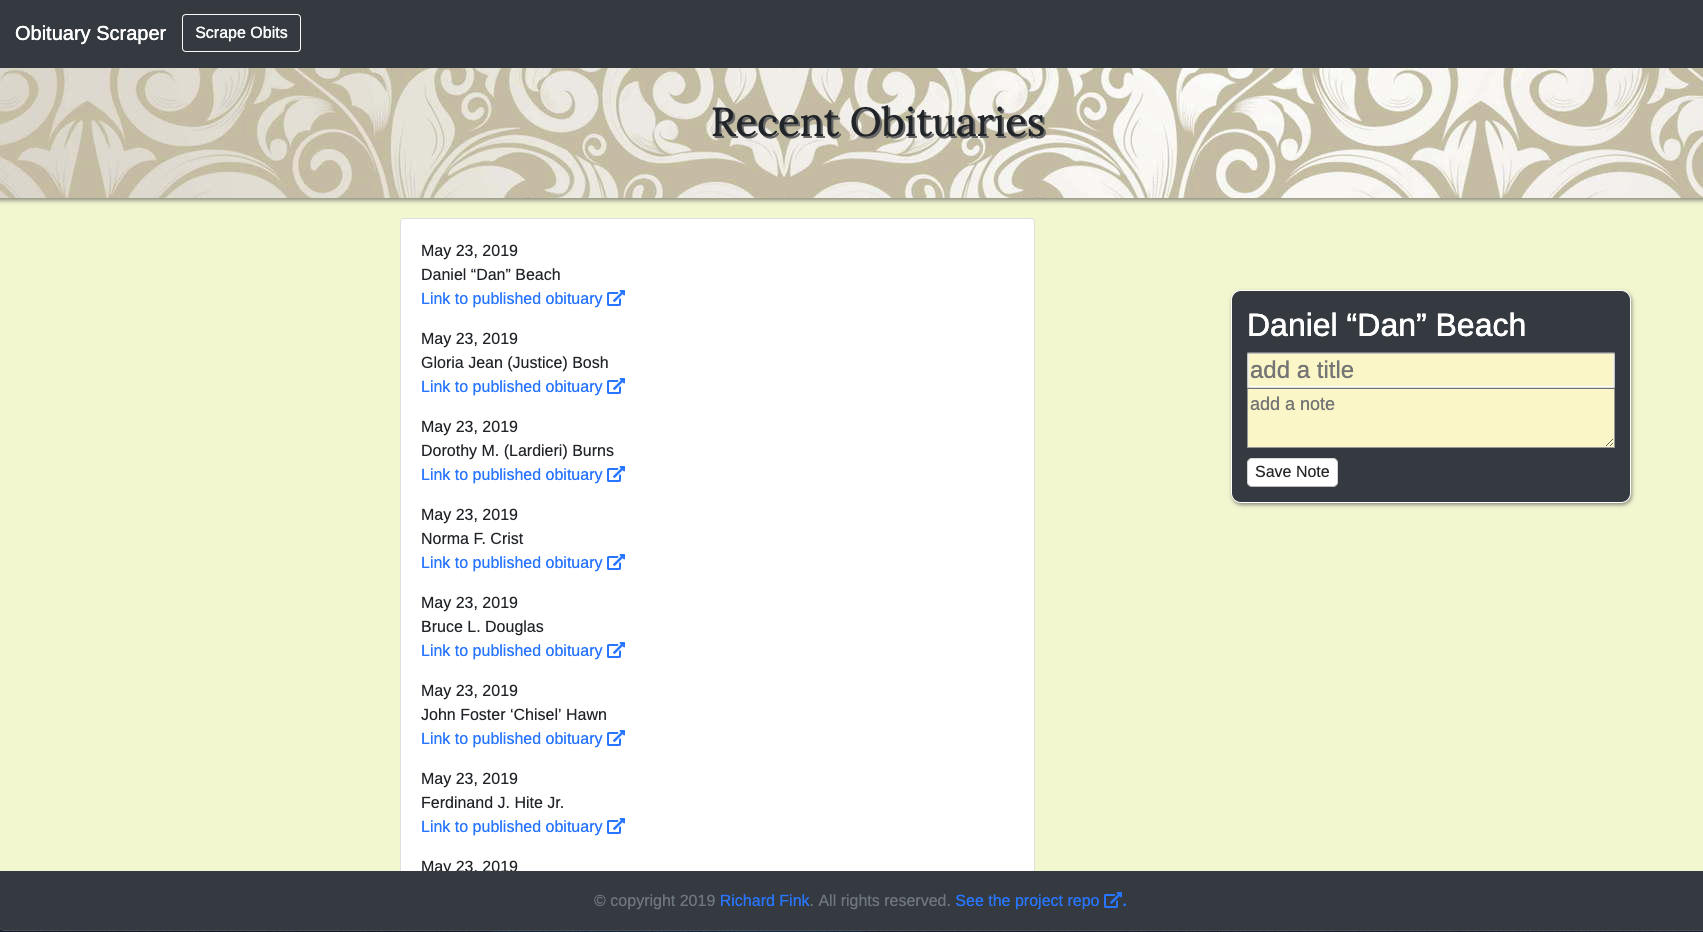 Obituary Scraper Scrape Obits
Recent Obituaries
May 23, 2019
Daniel “Dan” Beach
Link to published obituary
May 23, 2019
Gloria Jean (Justice) Bosh
Link to published obituary
May 23, 2019
Dorothy M. (Lardieri) Burns
Link to published obituary
May 23, 2019
Norma F. Crist
Link to published obituary
May 23, 2019
Bruce L. Douglas
Link to published obituary
May 23, 2019
John Foster ‘Chisel’ Hawn
Link to published obituary
May 23, 2019
Ferdinand J. Hite Jr.
Link to published obituary
May 23, 2019
Daniel “Dan” Beach
add a title
add a note
Save Note
© copyright 2019 Richard Fink. All rights reserved. See the project repo .